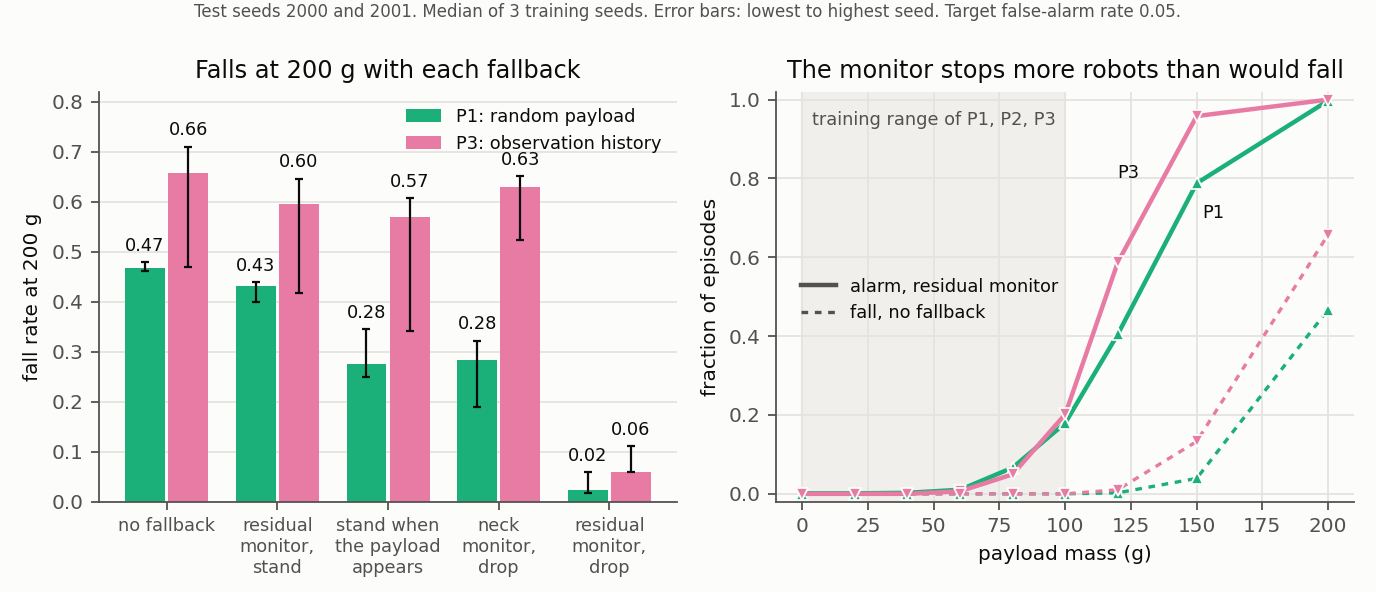 Test seeds 2000 and 2001. Median of 3 training seeds. Error bars: lowest to highest seed. Target false-alarm rate 0.05.
Falls at 200 g with each fallback
fall rate at 200 g
0.8
0.7
0.6
0.5
0.4
0.3
0.2
0.1
0.0
P1: random payload
P3: observation history
0.47
0.66
0.43
0.60
0.28
0.57
0.28
0.63
0.02
0.06
no fallback
residual
monitor,
stand
stand when
the payload
appears
neck
monitor,
drop
residual
monitor,
drop
The monitor stops more robots than would fall
fraction of episodes
1.0
0.8
0.6
0.4
0.2
0.0
training range of P1, P2, P3
P3
P1
alarm, residual monitor
fall, no fallback
0
25
50
75
100
125
150
175
200
payload mass (g)